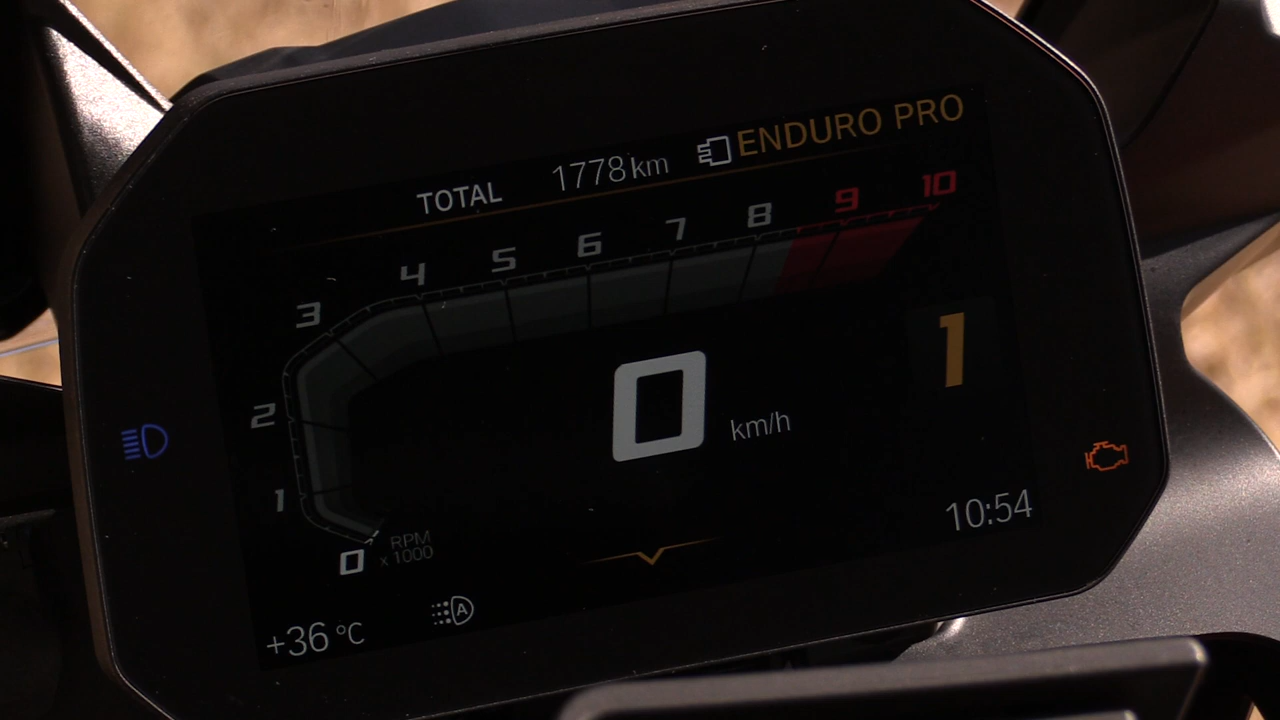 TOTAL 1778 km ENDURO PRO
1 2 3 4 5 6 7 8 9 10
0 km/h
1
0 RPM
x 1000
10:54
+36 °C
A